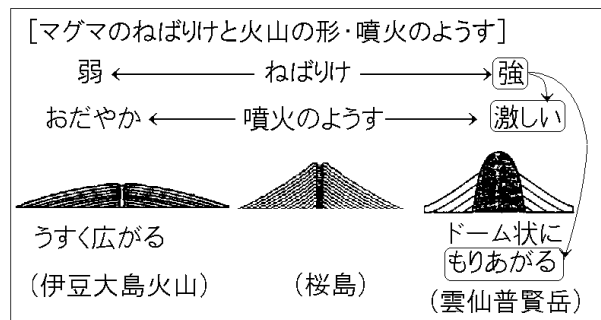 [マグマのねばりけと火山の形・噴火のようす]
弱 ねばりけ 強
おだやか 噴火のようす 激しい
うすく広がる ドーム状に
もりあがる
(伊豆大島火山) (桜島) (雲仙普賢岳)